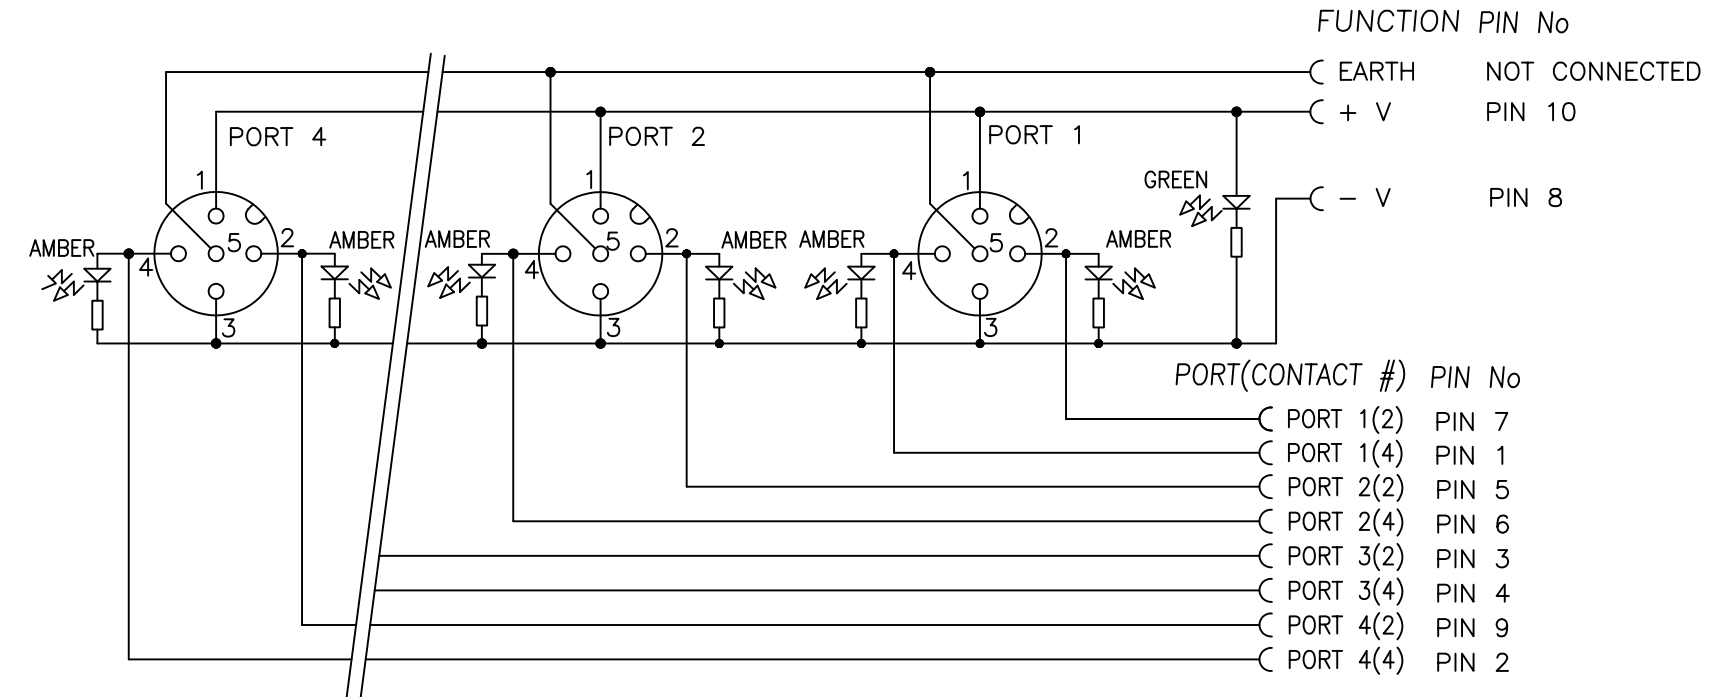 FUNCTION PIN No
EARTH NOT CONNECTED
+ V PIN 10
PORT 4 PORT 2 PORT 1
1 1 1 GREEN
- V PIN 8
AMBER 4 5 2 AMBER AMBER 4 5 2 AMBER AMBER 4 5 2 AMBER
3 3 3
PORT(CONTACT #) PIN No
PORT 1(2) PIN 7
PORT 1(4) PIN 1
PORT 2(2) PIN 5
PORT 2(4) PIN 6
PORT 3(2) PIN 3
PORT 3(4) PIN 4
PORT 4(2) PIN 9
PORT 4(4) PIN 2